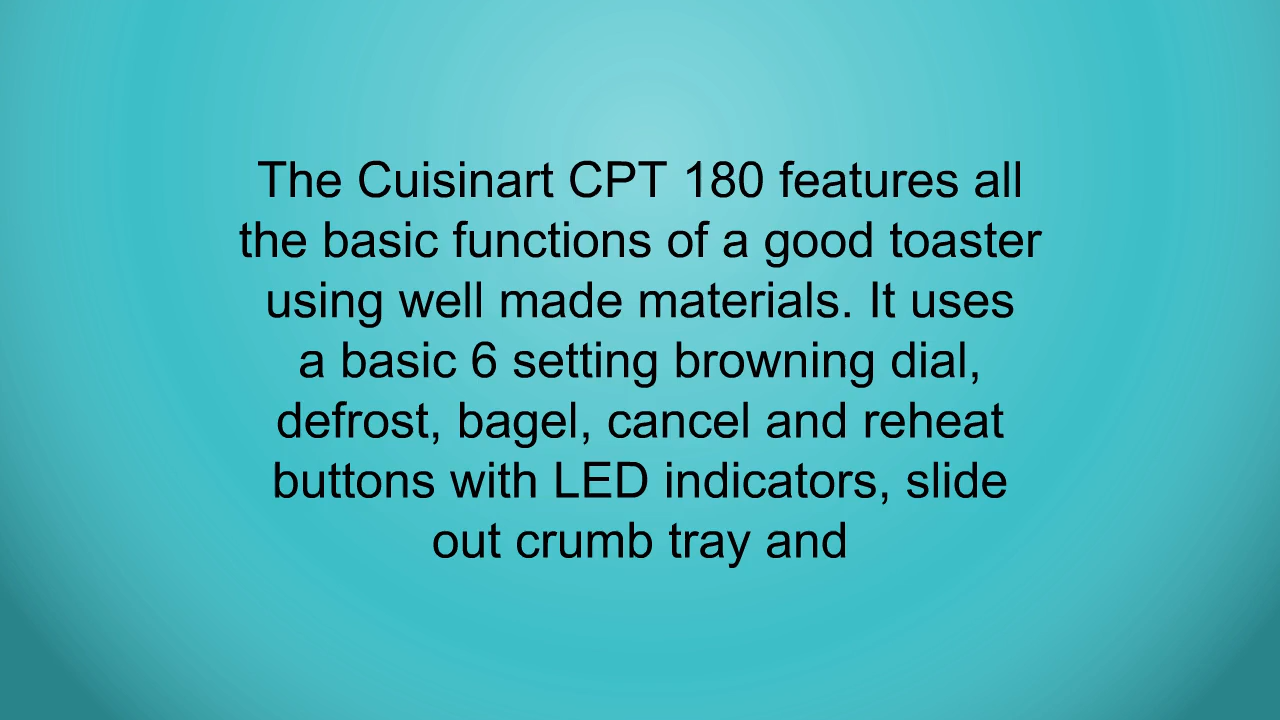 The Cuisinart CPT 180 features all
the basic functions of a good toaster
using well made materials. It uses
a basic 6 setting browning dial,
defrost, bagel, cancel and reheat
buttons with LED indicators, slide
out crumb tray and